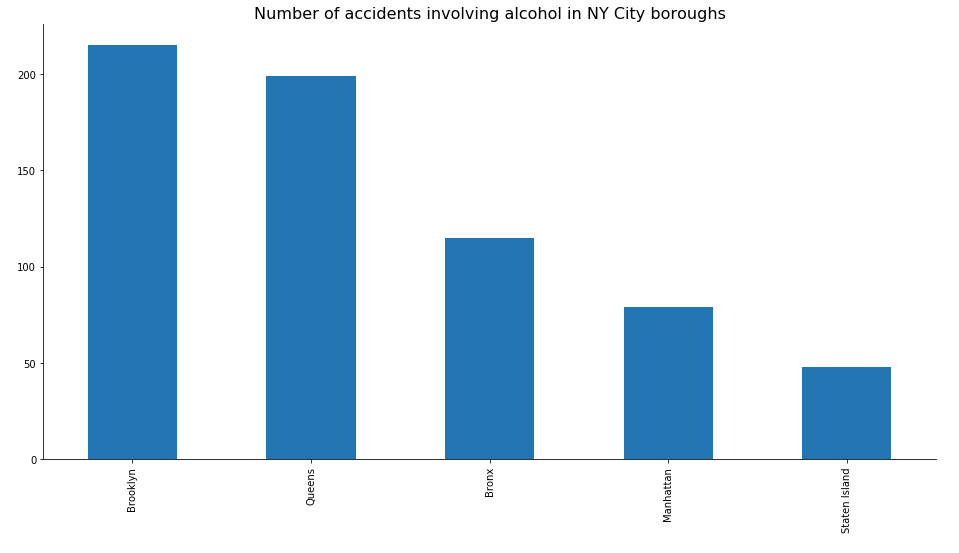 Number of accidents involving alcohol in NY City boroughs
200
150
100
50
0
Brooklyn
Queens
Bronx
Manhattan
Staten Island